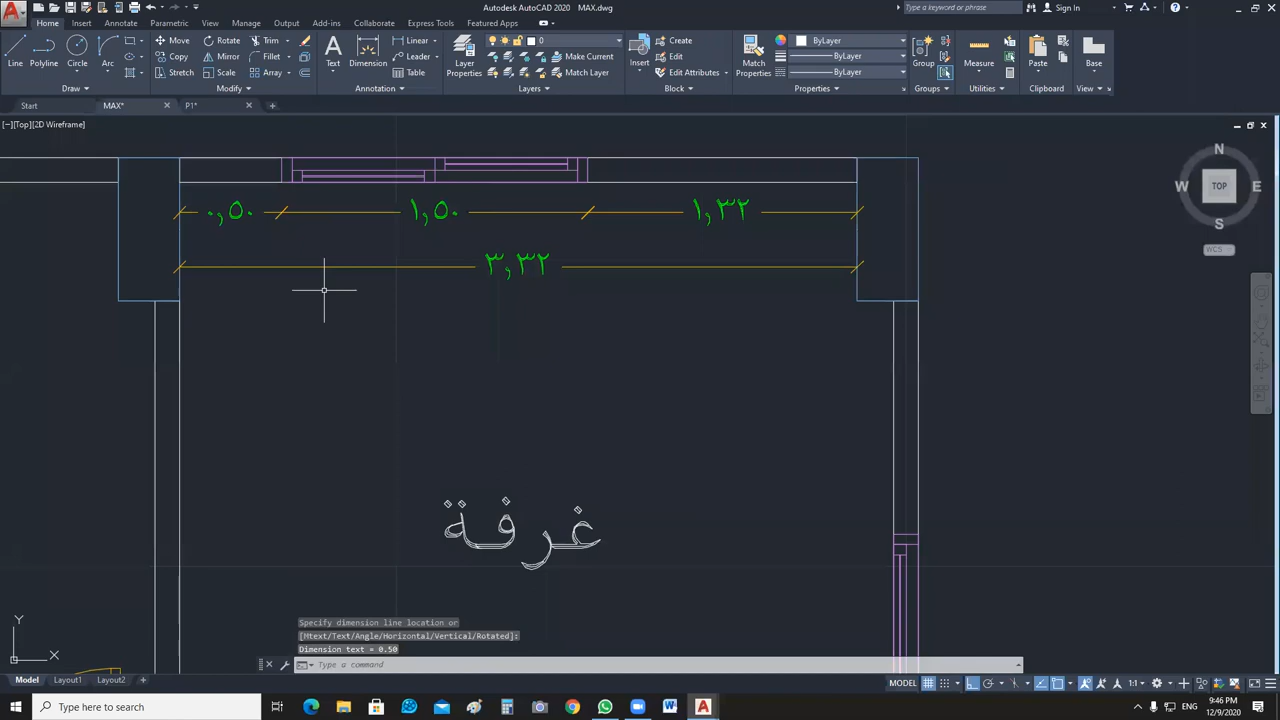 Autodesk AutoCAD 2020 MAX.dwg
Type a keyword or phrase
Sign In
Home Insert Annotate Parametric View Manage Output Add-ins Collaborate Express Tools Featured Apps
Line Polyline Circle Arc
Move Rotate Trim
Copy Mirror Fillet
Stretch Scale Array
Text Dimension
Linear
Leader
Table
Layer Properties
0
Make Current
Match Layer
Insert
Create
Edit
Edit Attributes
Match Properties
ByLayer
ByLayer
ByLayer
Group
Measure
Paste
Base
Draw Modify Annotation Layers Block Properties Groups Utilities Clipboard View
Start MAX* P1*
[−][Top][2D Wireframe]
N
W TOP E
S
WCS
٠,٥٠ ١,٥٠ ١,٣٢
٣,٣٢
غرفة
Y
X
Specify dimension line location or
[Mtext/Text/Angle/Horizontal/Vertical/Rotated]:
Dimension text = 0.50
Type a command
Model Layout1 Layout2
MODEL 1:1
Type here to search
ENG
9:46 PM
12/9/2020